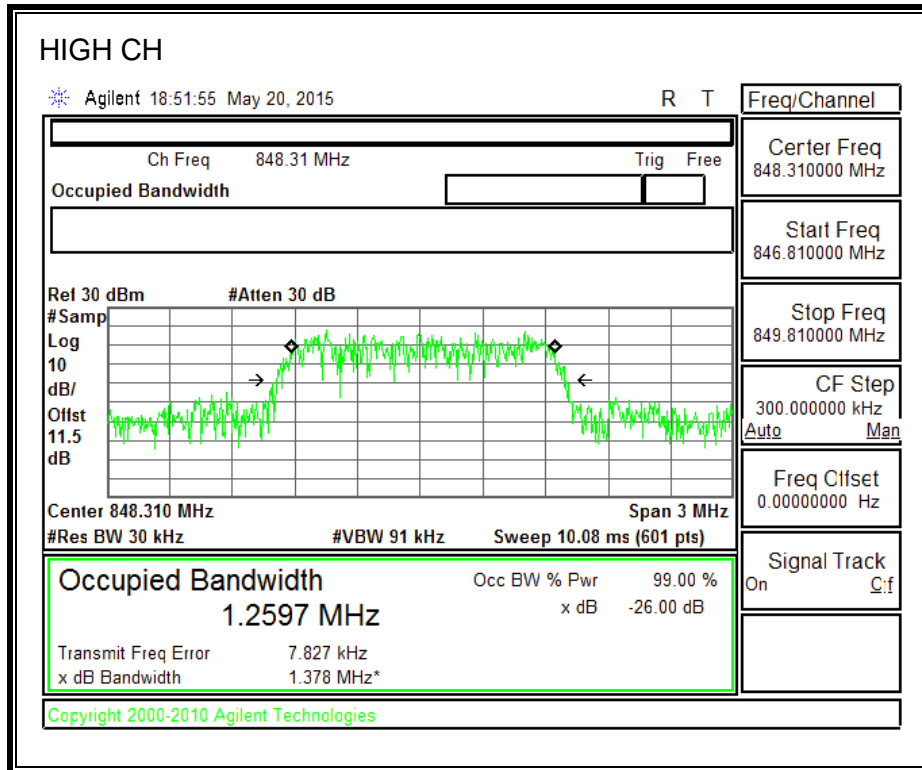 HIGH CH
Agilent 18:51:55 May 20, 2015 R T
Freq/Channel
Ch Freq 848.31 MHz Trig Free
Occupied Bandwidth
Center Freq
848.310000 MHz
Start Freq
846.810000 MHz
Stop Freq
849.810000 MHz
CF Step
300.000000 kHz
Auto Man
Freq Offset
0.00000000 Hz
Signal Track
On Off
Ref 30 dBm #Atten 30 dB
#Samp
Log
10
dB/
Offst
11.5
dB
Center 848.310 MHz Span 3 MHz
#Res BW 30 kHz #VBW 91 kHz Sweep 10.08 ms (601 pts)
Occupied Bandwidth Occ BW % Pwr 99.00 %
1.2597 MHz x dB -26.00 dB
Transmit Freq Error 7.827 kHz
x dB Bandwidth 1.378 MHz*
Copyright 2000-2010 Agilent Technologies